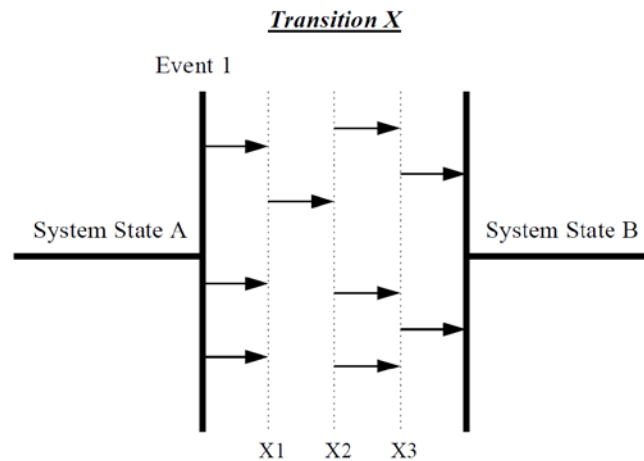 Transition X
Event 1
System State A
System State B
X1
X2
X3